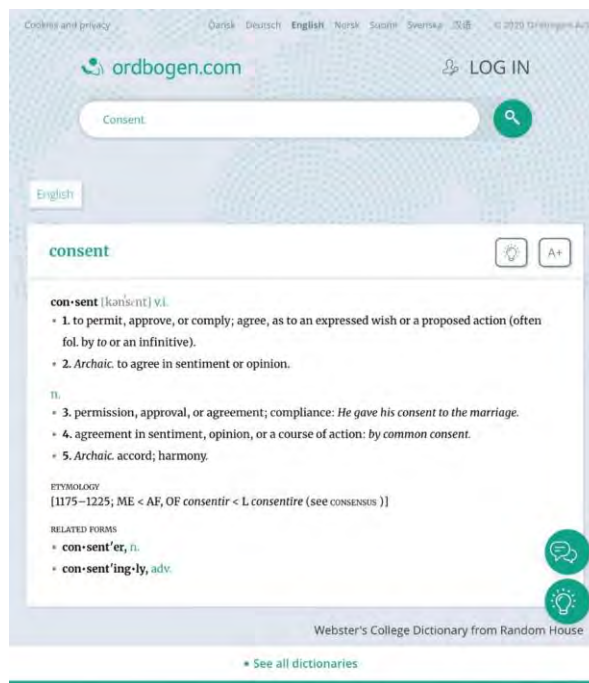 Cookies and privacy Dansk Deutsch English Norsk Suomi Svenska 汉语 © 2020 Ordbogen A/S
ordbogen.com LOG IN
Consent
English
consent A+
con•sent [kənˈsɛnt] v.i.
• 1. to permit, approve, or comply; agree, as to an expressed wish or a proposed action (often
fol. by to or an infinitive).
• 2. Archaic. to agree in sentiment or opinion.
n.
• 3. permission, approval, or agreement; compliance: He gave his consent to the marriage.
• 4. agreement in sentiment, opinion, or a course of action: by common consent.
• 5. Archaic. accord; harmony.
ETYMOLOGY
[1175–1225; ME < AF, OF consentir < L consentire (see CONSENSUS )]
RELATED FORMS
• con•sent′er, n.
• con•sent′ing•ly, adv.
Webster's College Dictionary from Random House
• See all dictionaries